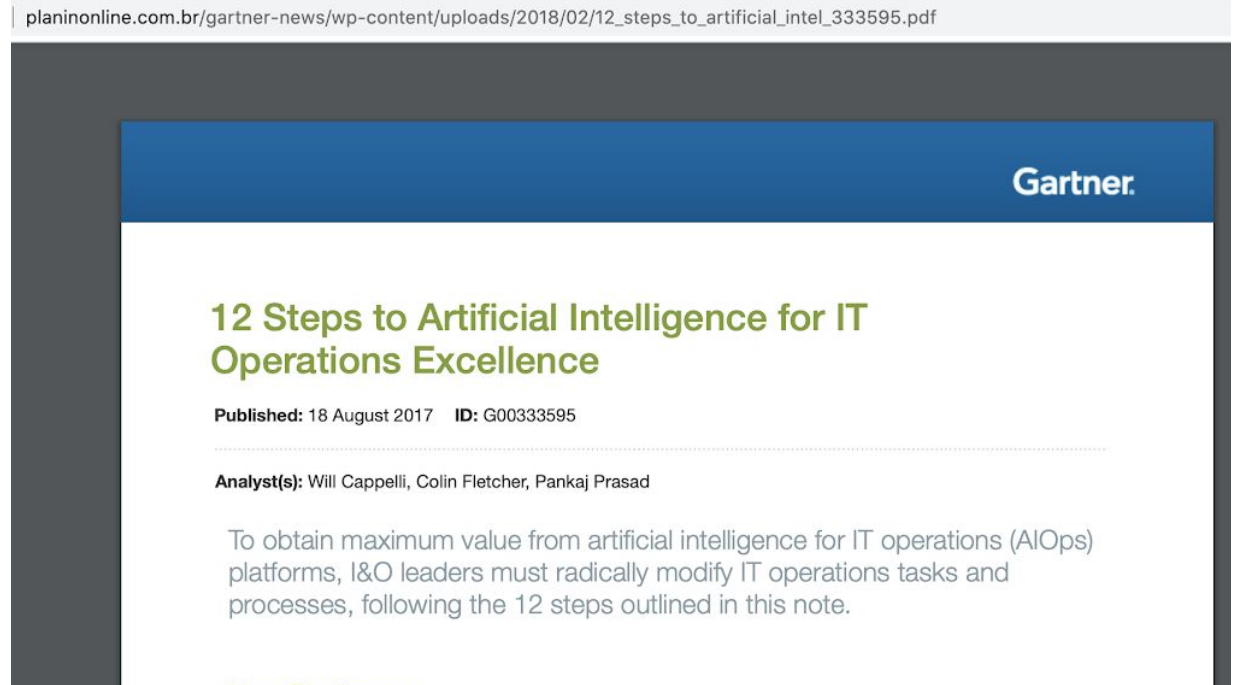 planinonline.com.br/gartner-news/wp-content/uploads/2018/02/12_steps_to_artificial_intel_333595.pdf
Gartner.
12 Steps to Artificial Intelligence for IT
Operations Excellence
Published: 18 August 2017 ID: G00333595
Analyst(s): Will Cappelli, Colin Fletcher, Pankaj Prasad
To obtain maximum value from artificial intelligence for IT operations (AIOps)
platforms, I&O leaders must radically modify IT operations tasks and
processes, following the 12 steps outlined in this note.